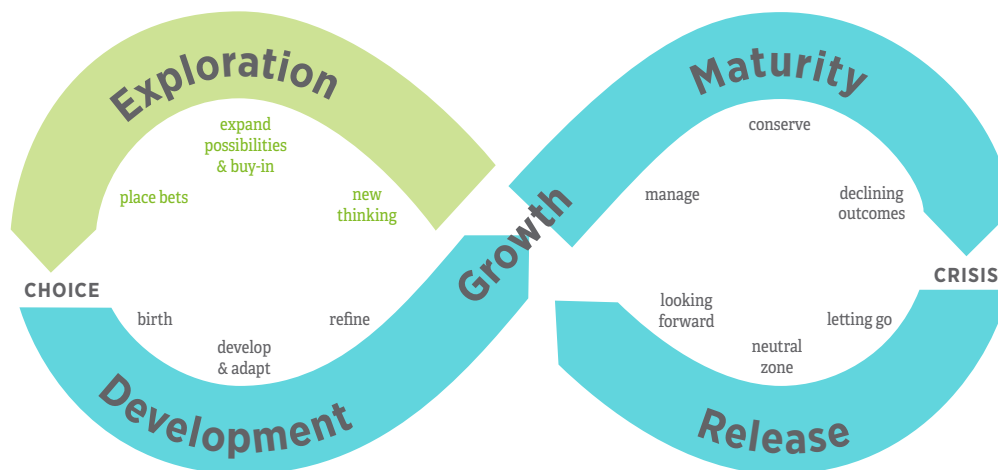 Exploration
expand
possibilities
& buy-in
place bets
new
thinking
CHOICE
birth
refine
develop
& adapt
Development
Growth
Maturity
conserve
manage
declining
outcomes
CRISIS
looking
forward
letting go
neutral
zone
Release